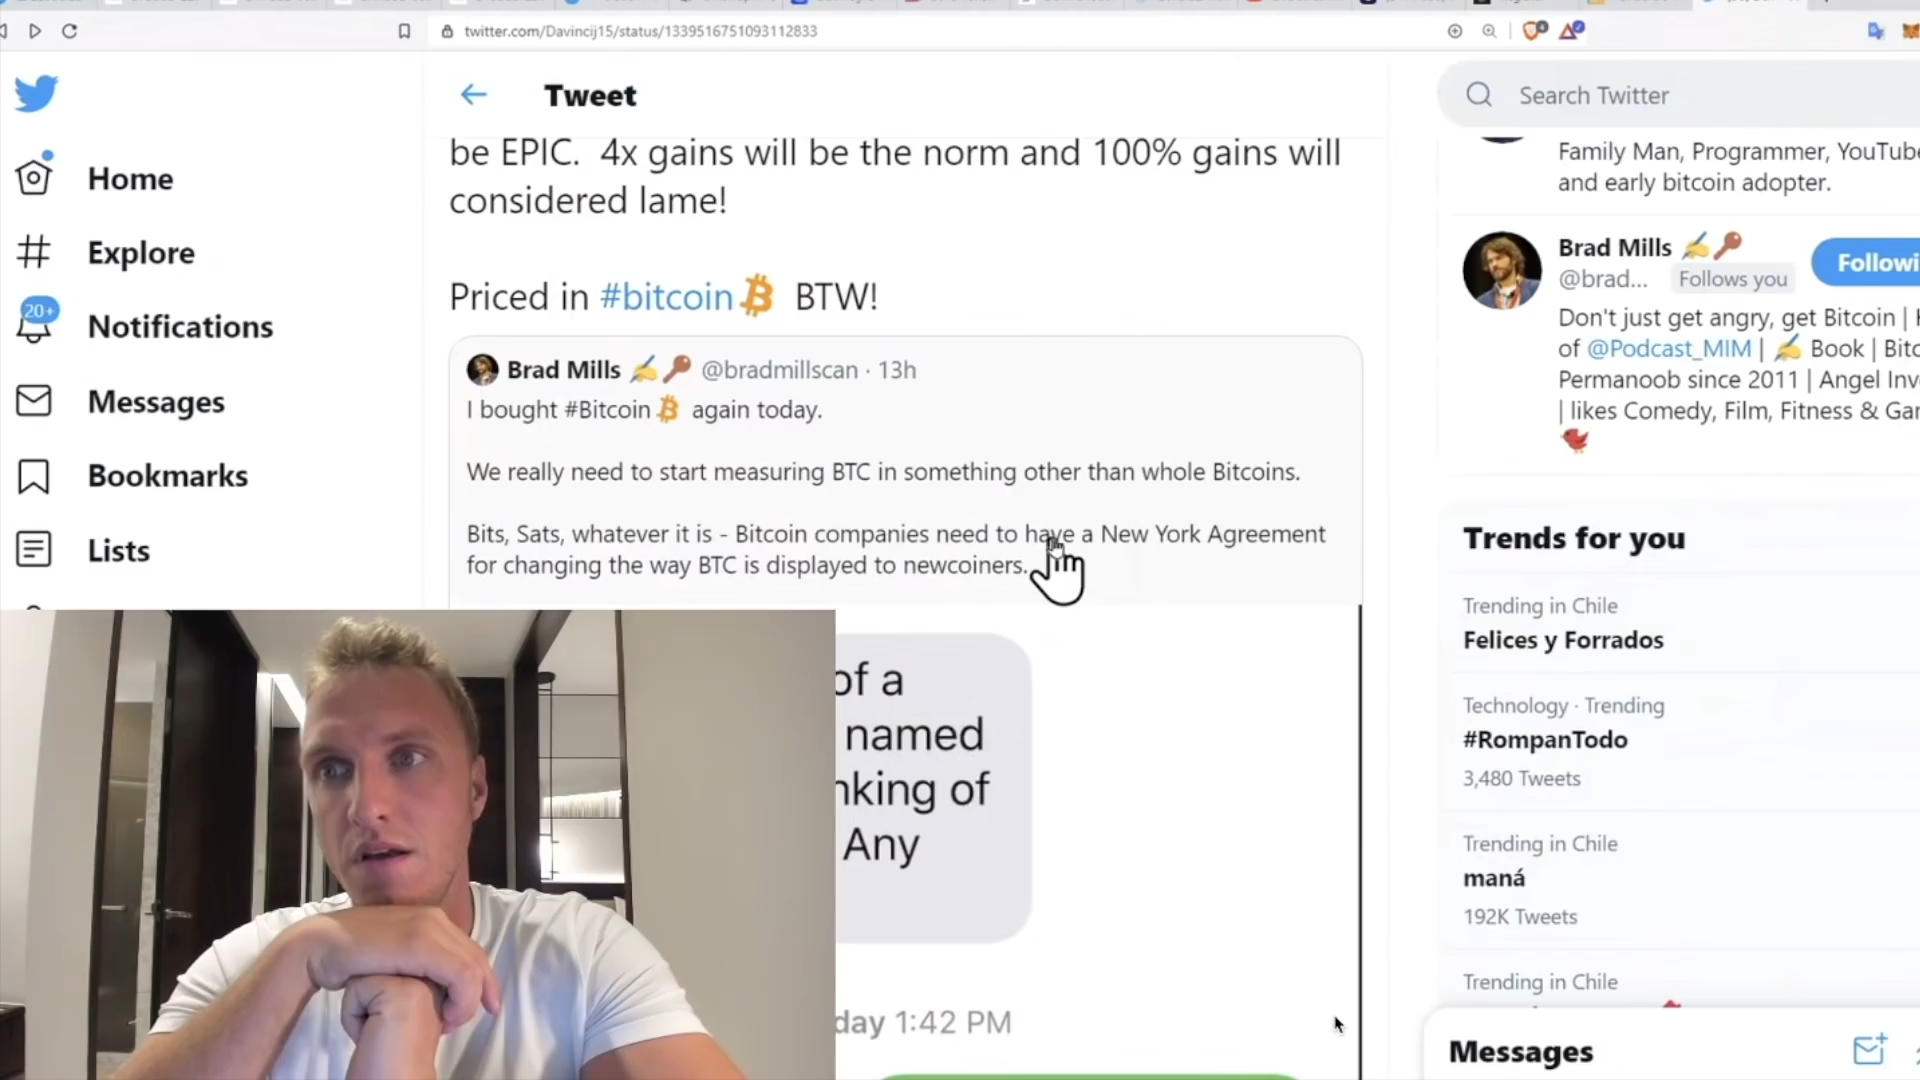 twitter.com/Davincij15/status/1339516751093112833
Tweet
Search Twitter
Home
Explore
20+
Notifications
Messages
Bookmarks
Lists
be EPIC. 4x gains will be the norm and 100% gains will
considered lame!
Priced in #bitcoin BTW!
Brad Mills @bradmillscan · 13h
I bought #Bitcoin again today.
We really need to start measuring BTC in something other than whole Bitcoins.
Bits, Sats, whatever it is - Bitcoin companies need to have a New York Agreement
for changing the way BTC is displayed to newcoiners.
of a
named
nking of
Any
day 1:42 PM
Family Man, Programmer, YouTube
and early bitcoin adopter.
Brad Mills
@brad... Follows you
Followi
Don't just get angry, get Bitcoin | H
of @Podcast_MIM | Book | Bitc
Permanoob since 2011 | Angel Inv
| likes Comedy, Film, Fitness & Gar
Trends for you
Trending in Chile
Felices y Forrados
Technology · Trending
#RompanTodo
3,480 Tweets
Trending in Chile
maná
192K Tweets
Trending in Chile
Messages